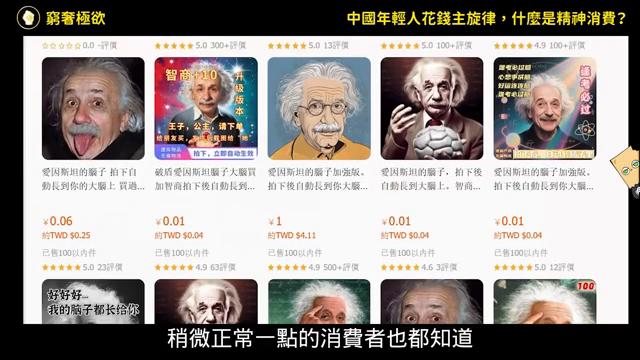 窮奢極欲
中國年輕人花錢主旋律，什麼是精神消費？
0.0 -評價
5.0 300+評價
5.0 13評價
5.0 100+評價
4.9 100+評價
智商+10
升级版本
王子，公主，请下单
拍下，立即自动生效
谁考必过
愛因斯坦的腦子 拍下自動長到你的大腦上 買過...
破盾愛因斯坦腦子大腦買加智商拍下後自動長到...
愛因斯坦的腦子加強版。拍下後自動長到你大腦...
愛因斯坦的腦子．拍下後自動長到大腦上。智商...
愛因斯坦的腦子加強版。拍下後自動長到你大腦...
¥0.06
¥0.01
¥1
¥0.01
¥0.01
約TWD $0.25
約TWD $0.04
約TWD $4.11
約TWD $0.04
約TWD $0.04
已售100以內件
已售100以內件
已售100以內件
已售100以內件
已售100以內件
5.0 23評價
4.9 63評價
4.9 500+評價
4.6 3評價
5.0 12評價
好好好...
我的脑子都长给你
100
稍微正常一點的消費者也都知道